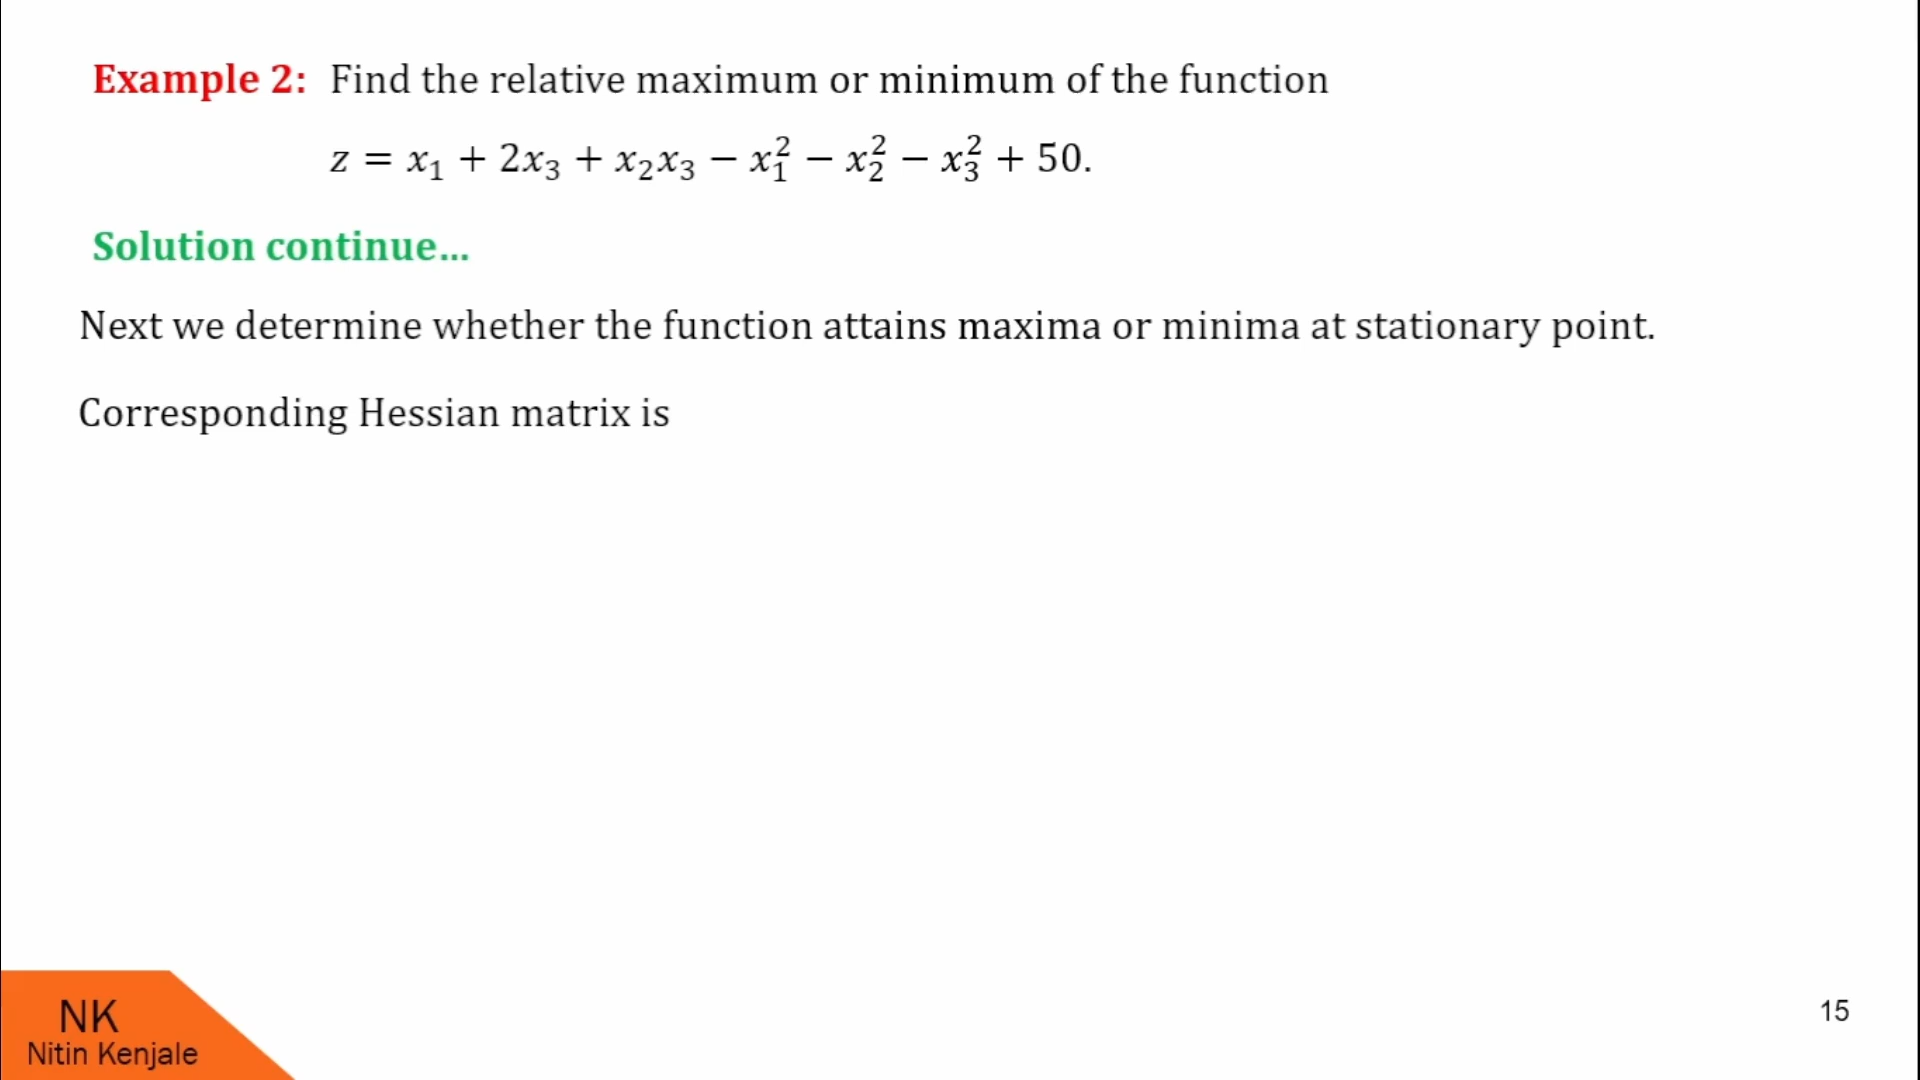 Example 2: Find the relative maximum or minimum of the function
z = x₁ + 2x₃ + x₂x₃ − x₁² − x₂² − x₃² + 50.
Solution continue...
Next we determine whether the function attains maxima or minima at stationary point.
Corresponding Hessian matrix is
NK
Nitin Kenjale
15